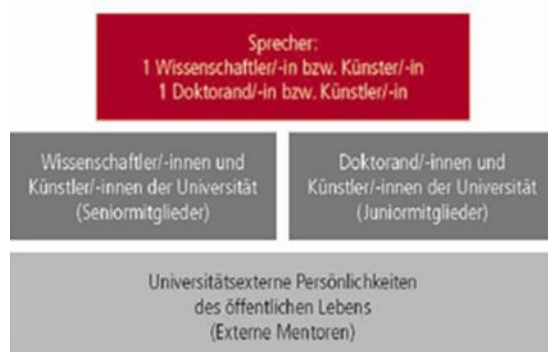 Sprecher:
1 Wissenschaftler/-in bzw. Künster/-in
1 Doktorand/-in bzw. Künstler/-in
Wissenschaftler/-innen und
Künstler/-innen der Universität
(Seniormitglieder)
Doktorand/-innen und
Künstler/-innen der Universität
(Juniormitglieder)
Universitätsexterne Persönlichkeiten
des öffentlichen Lebens
(Externe Mentoren)